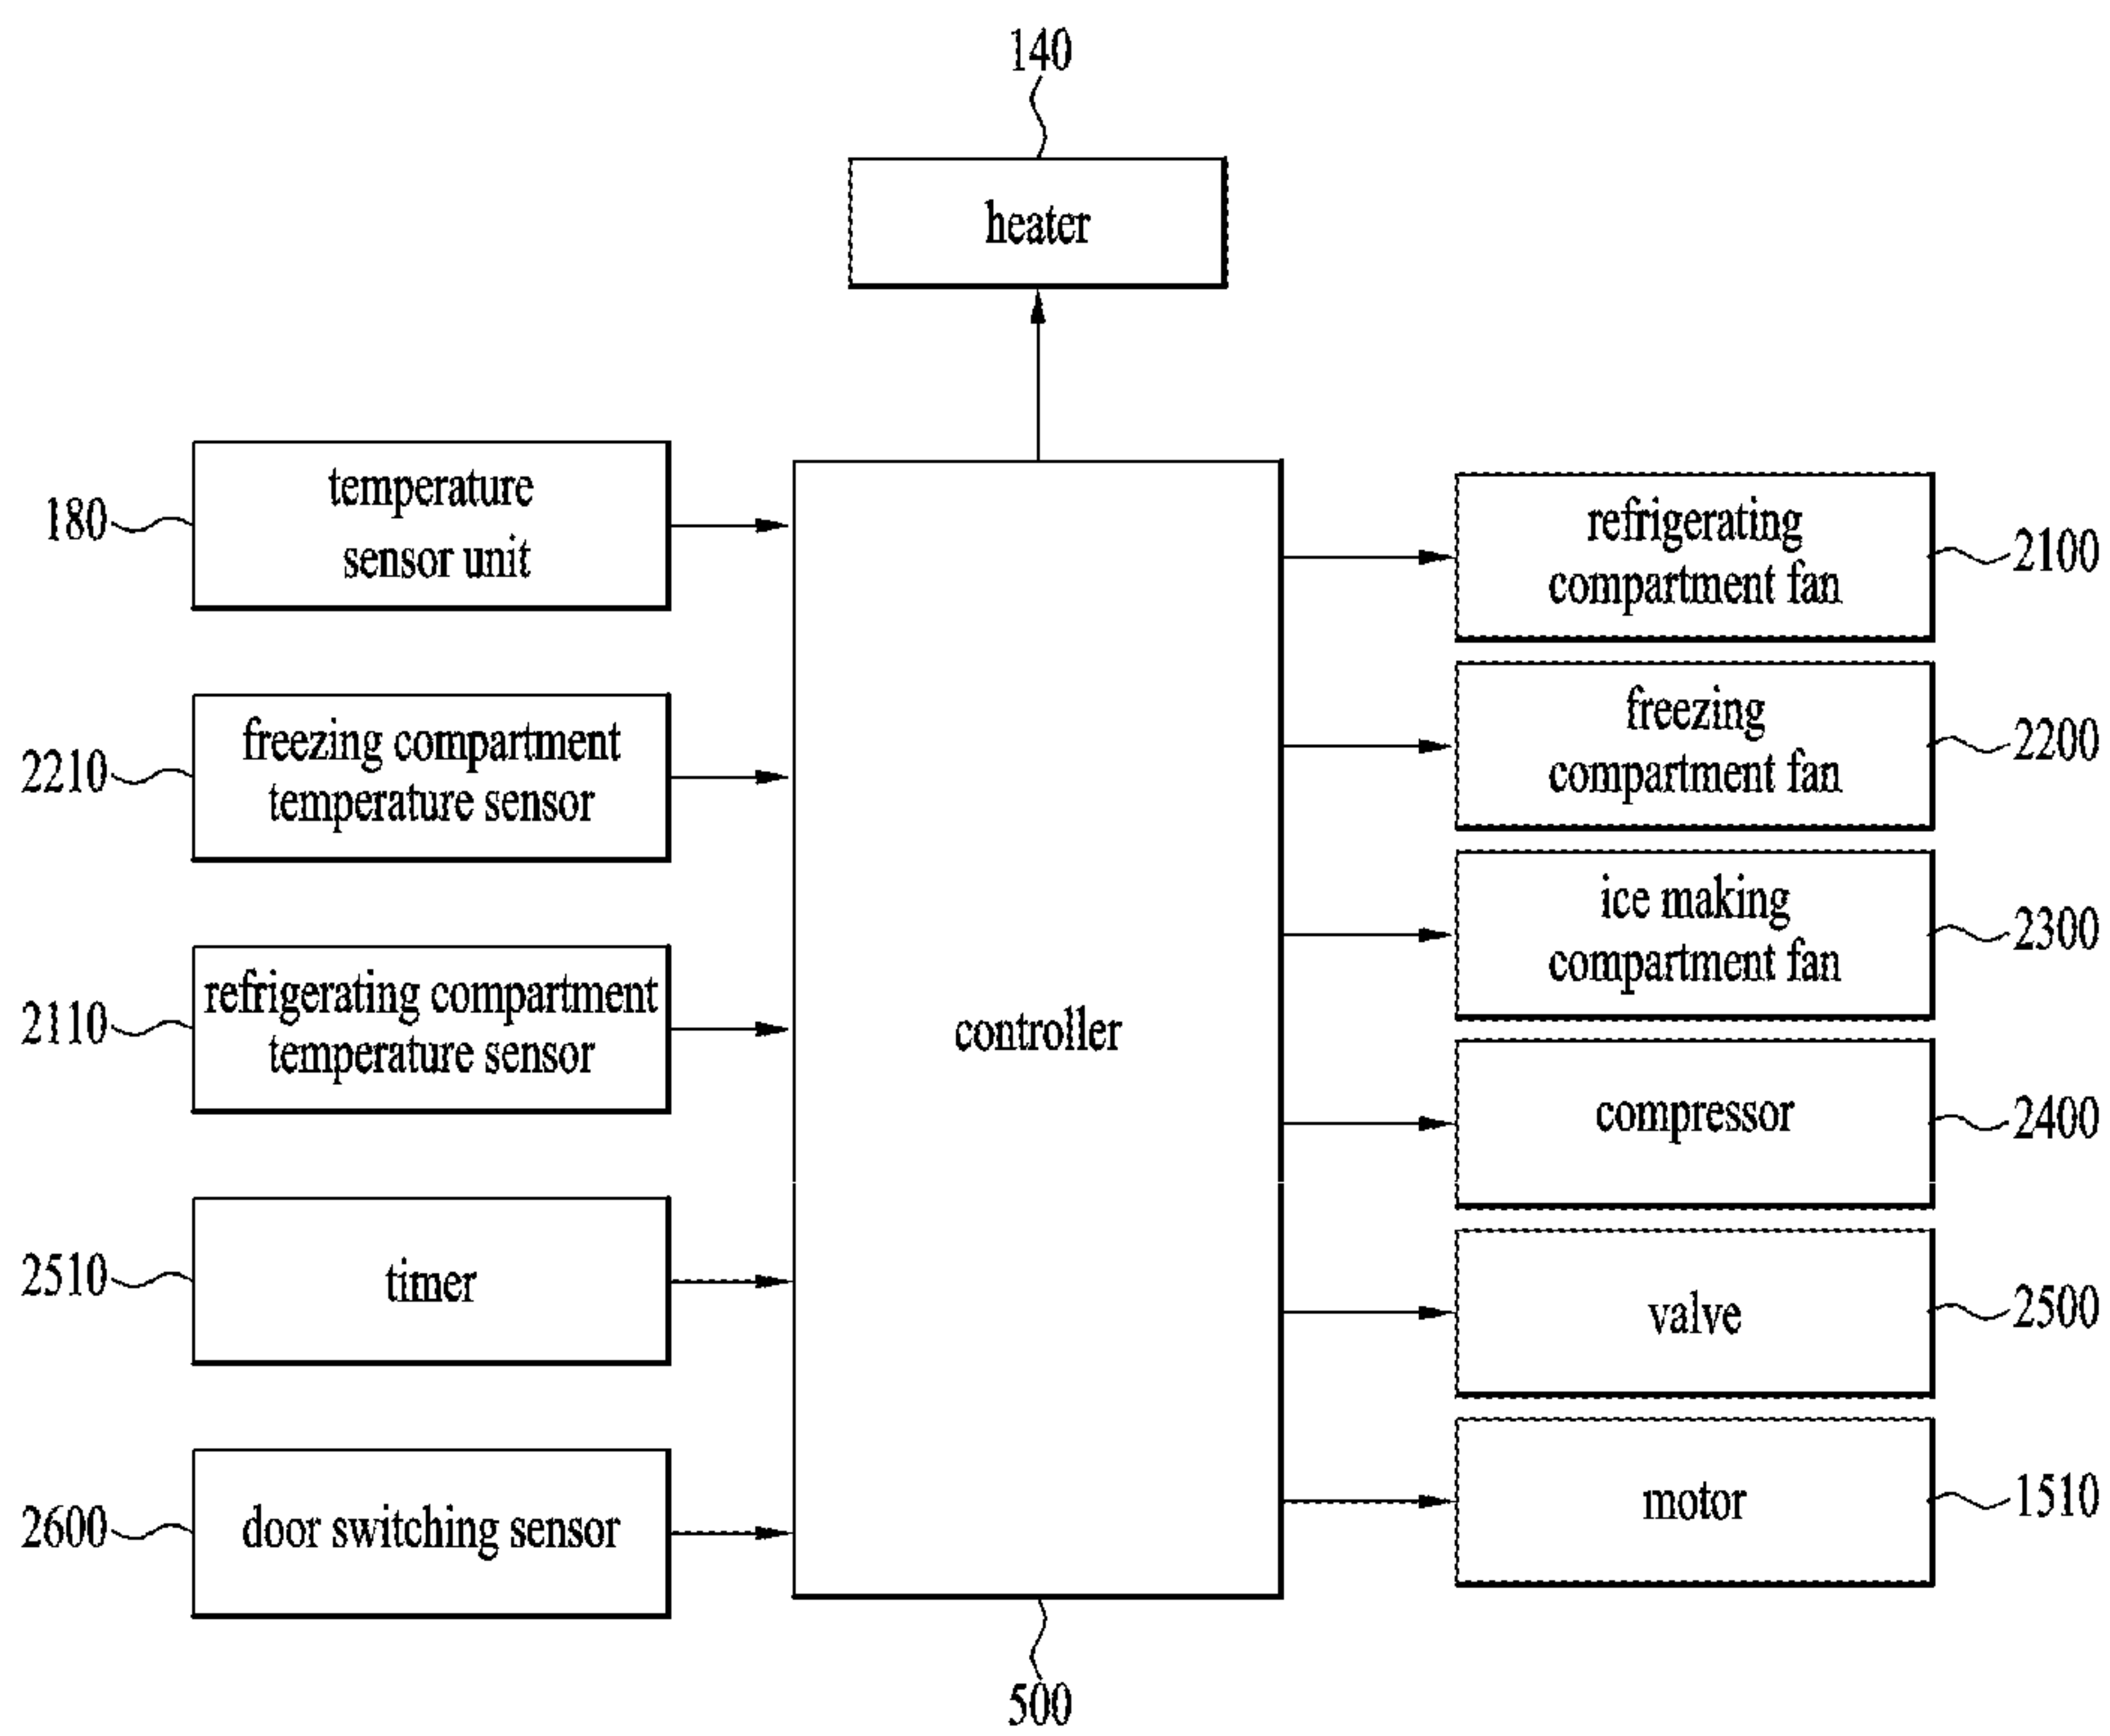 140
heater
180
temperature
sensor unit
2210
freezing compartment
temperature sensor
2110
refrigerating compartment
temperature sensor
2510
timer
2600
door switching sensor
controller
500
refrigerating
compartment fan
2100
freezing
compartment fan
2200
ice making
compartment fan
2300
compressor
2400
valve
2500
motor
1510